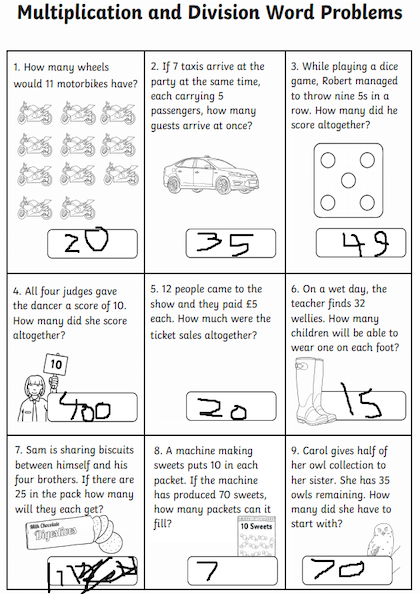 Multiplication and Division Word Problems
1. How many wheels
would 11 motorbikes have?
20
2. If 7 taxis arrive at the
party at the same time,
each carrying 5
passengers, how many
guests arrive at once?
35
3. While playing a dice
game, Robert managed to
throw nine 5s in a
row. How many did he
score altogether?
49
4. All four judges gave
the dancer a score of 10.
How many did she score
altogether?
10
400
5. 12 people came to the
show and they paid £5
each. How much were the
ticket sales altogether?
20
6. On a wet day, the
teacher finds 32
wellies. How many
children will be able to
wear one on each foot?
15
7. Sam is sharing biscuits
between himself and his
four brothers. If there are
25 in the pack how many
will they each get?
Milk Chocolate
Digestives
8. A machine making
sweets puts 10 in each
packet. If the machine
has produced 70 sweets,
how many packets can it
fill?
10 Sweets
7
9. Carol gives half of
her owl collection to
her sister. She has 35
owls remaining. How
many did she have to
start with?
70